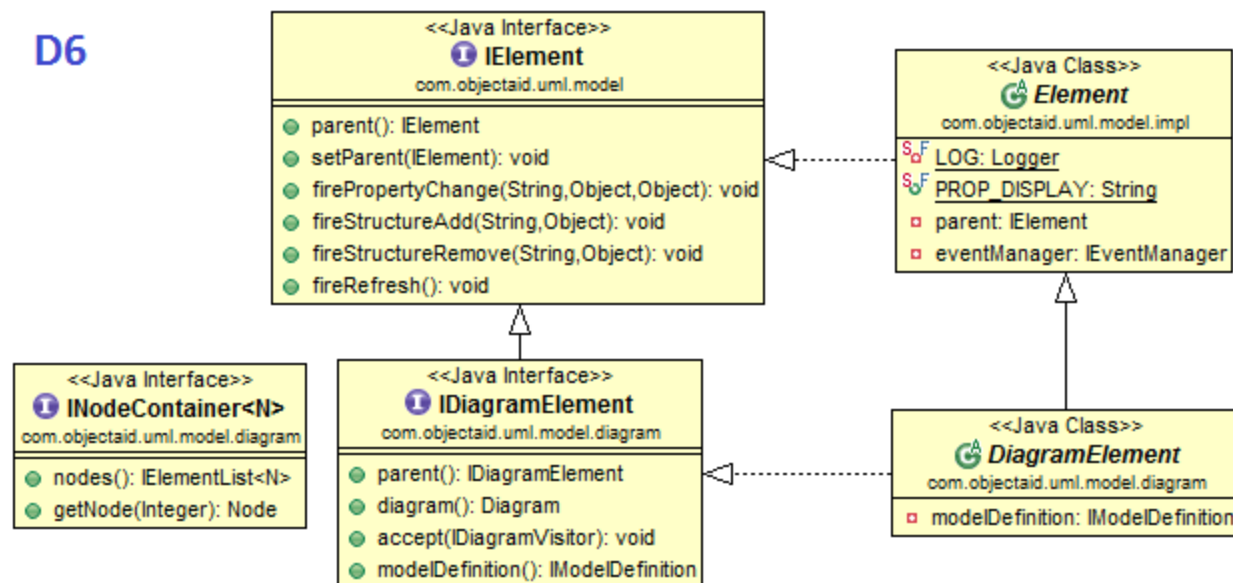 D6
<<Java Interface>>
IElement
com.objectaid.uml.model
parent(): IElement
setParent(IElement): void
firePropertyChange(String,Object,Object): void
fireStructureAdd(String,Object): void
fireStructureRemove(String,Object): void
fireRefresh(): void
<<Java Class>>
Element
com.objectaid.uml.model.impl
LOG: Logger
PROP_DISPLAY: String
parent: IElement
eventManager: IEventManager
<<Java Interface>>
INodeContainer<N>
com.objectaid.uml.model.diagram
nodes(): IElementList<N>
getNode(Integer): Node
<<Java Interface>>
IDiagramElement
com.objectaid.uml.model.diagram
parent(): IDiagramElement
diagram(): Diagram
accept(IDiagramVisitor): void
modelDefinition(): IModelDefinition
<<Java Class>>
DiagramElement
com.objectaid.uml.model.diagram
modelDefinition: IModelDefinition